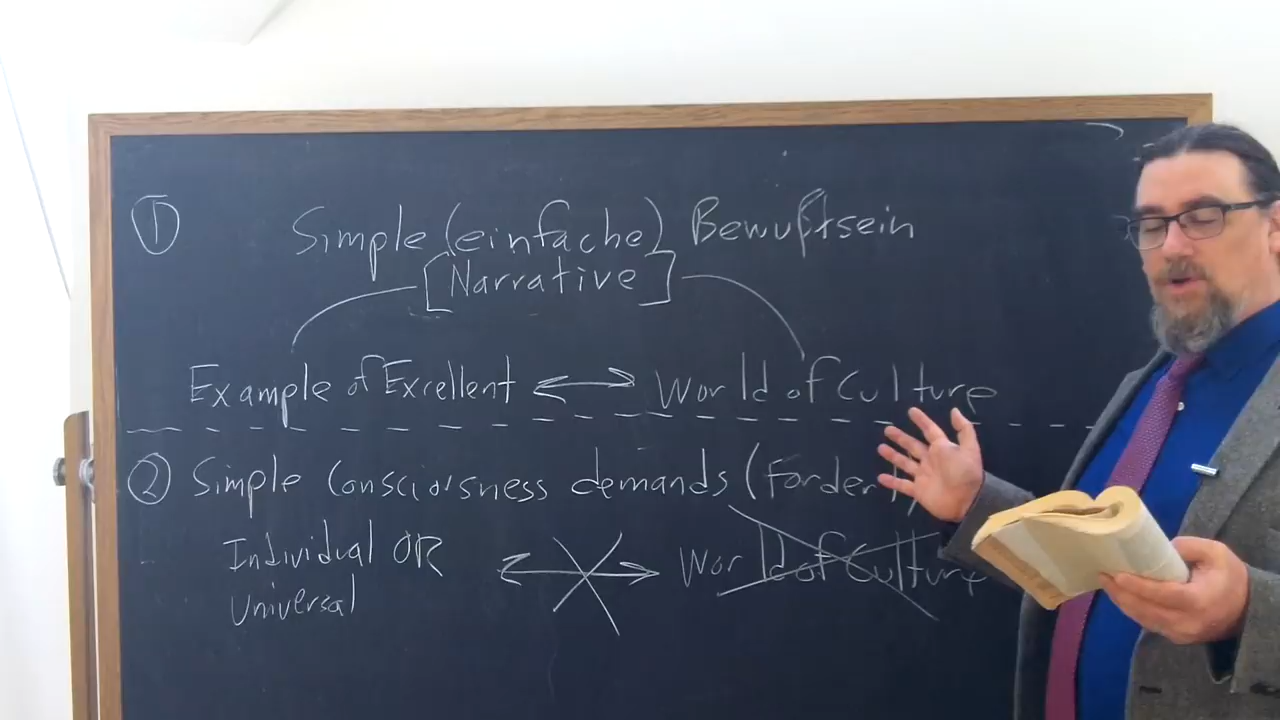 ① Simple (einfache) Bewußtsein
[Narrative]
Example of Excellent ⟷ World of Culture
② Simple Consciousness demands (Forder
Individual OR ⟷ World of Culture
Universal